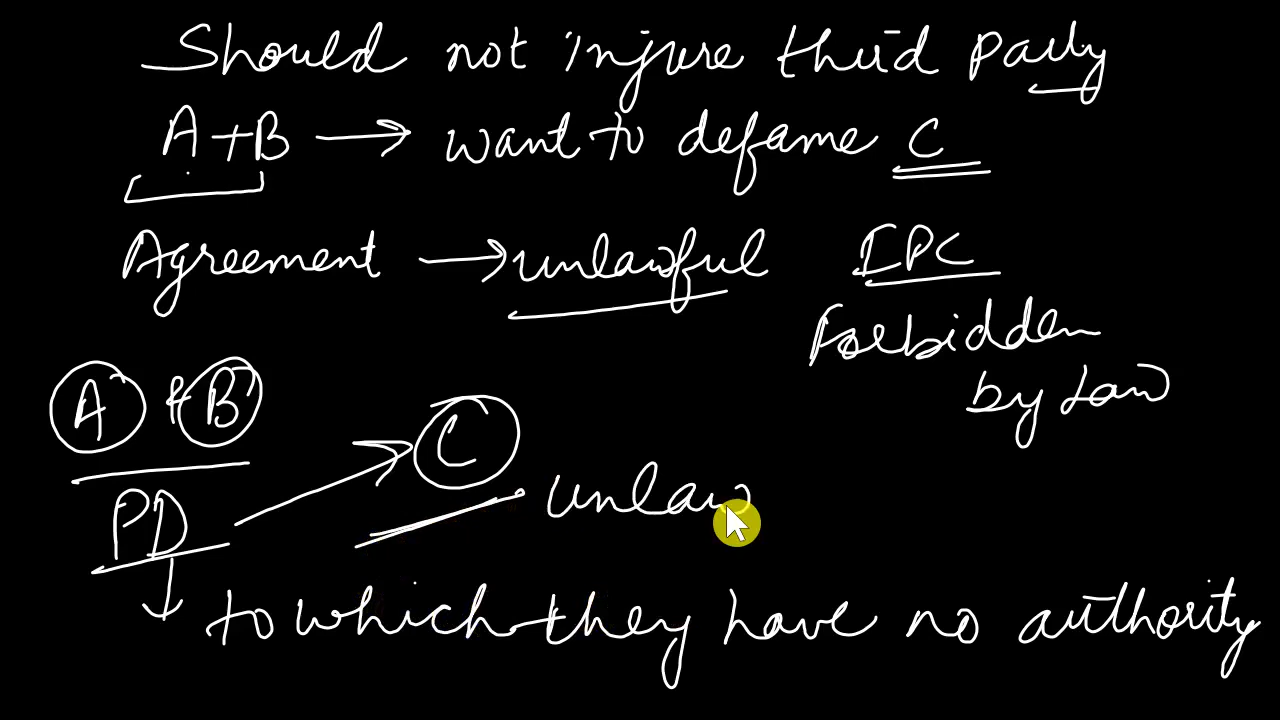 Should not injure third party
A+B → want to defame C
Agreement → unlawful IPC
Forbidden
by Law
A & B
C
PD
unlaw
to which they have no authority